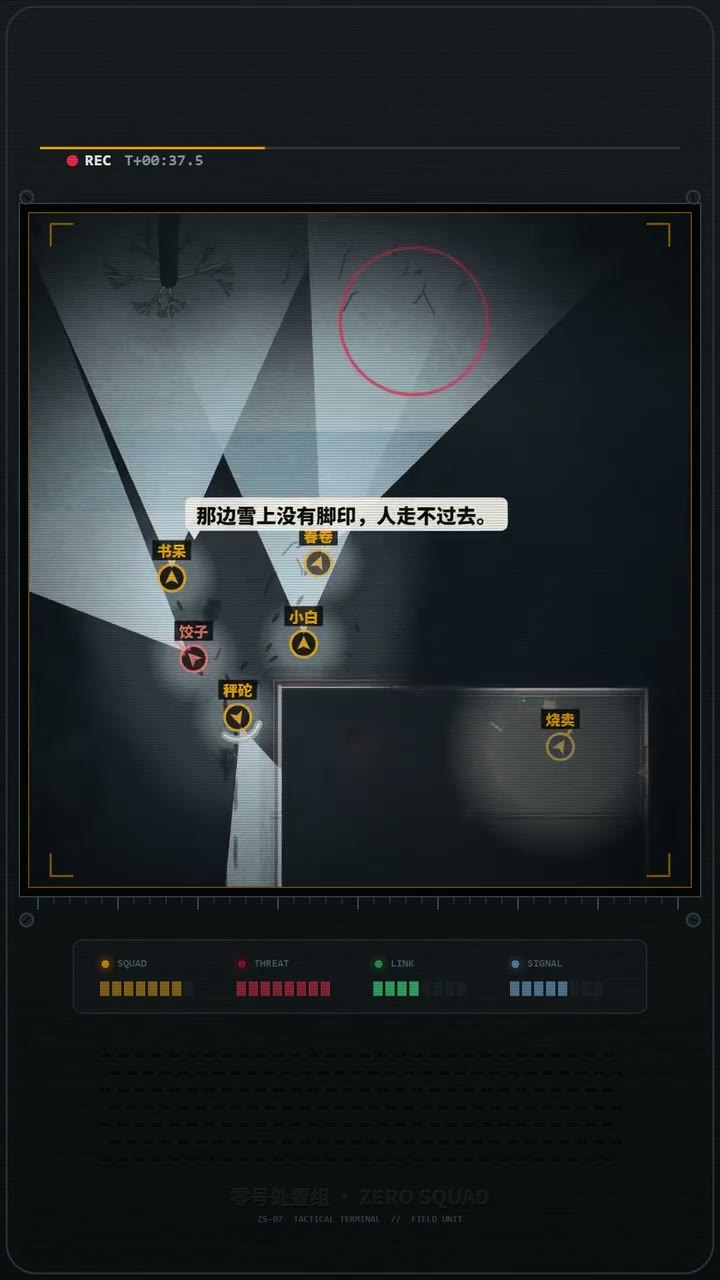 REC T+00:37.5
那边雪上没有脚印，人走不过去。
春卷
书呆
小白
饺子
秤砣
烧卖
SQUAD THREAT LINK SIGNAL
零号处置组 · ZERO SQUAD
ZS-07 TACTICAL TERMINAL // FIELD UNIT